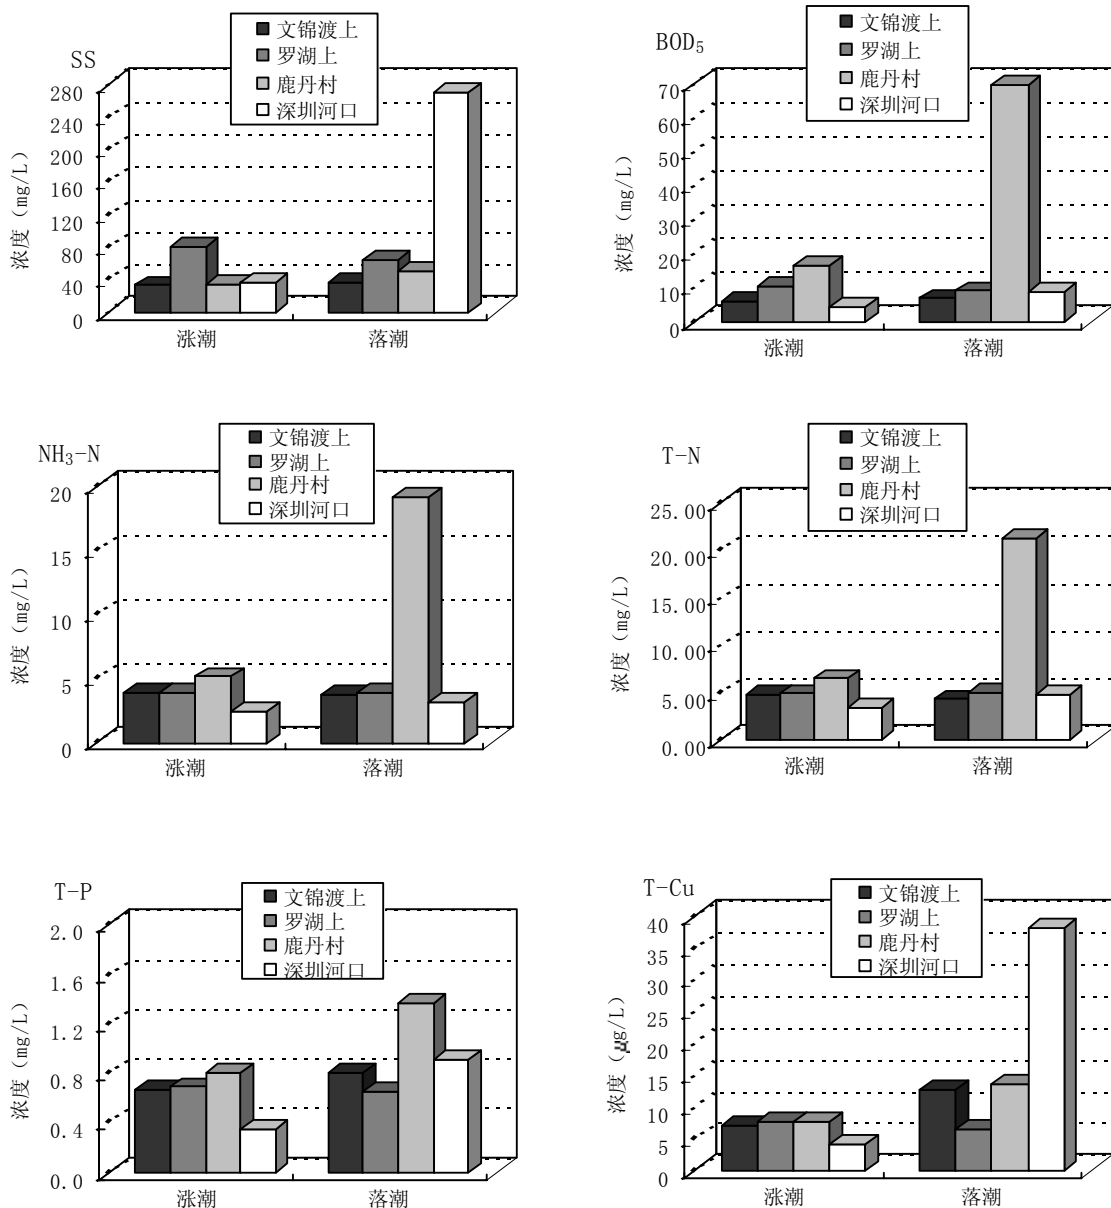 SS
文锦渡上
罗湖上
鹿丹村
深圳河口
浓度（mg/L）
280
240
200
160
120
80
40
0
涨潮
落潮
BOD₅
文锦渡上
罗湖上
鹿丹村
深圳河口
浓度（mg/L）
70
60
50
40
30
20
10
0
涨潮
落潮
NH₃-N
文锦渡上
罗湖上
鹿丹村
深圳河口
浓度（mg/L）
20
15
10
5
0
涨潮
落潮
T-N
文锦渡上
罗湖上
鹿丹村
深圳河口
浓度（mg/L）
25.00
20.00
15.00
10.00
5.00
0.00
涨潮
落潮
T-P
文锦渡上
罗湖上
鹿丹村
深圳河口
浓度（mg/L）
2.0
1.6
1.2
0.8
0.4
0.0
涨潮
落潮
T-Cu
文锦渡上
罗湖上
鹿丹村
深圳河口
浓度（μg/L）
40
35
30
25
20
15
10
5
0
涨潮
落潮